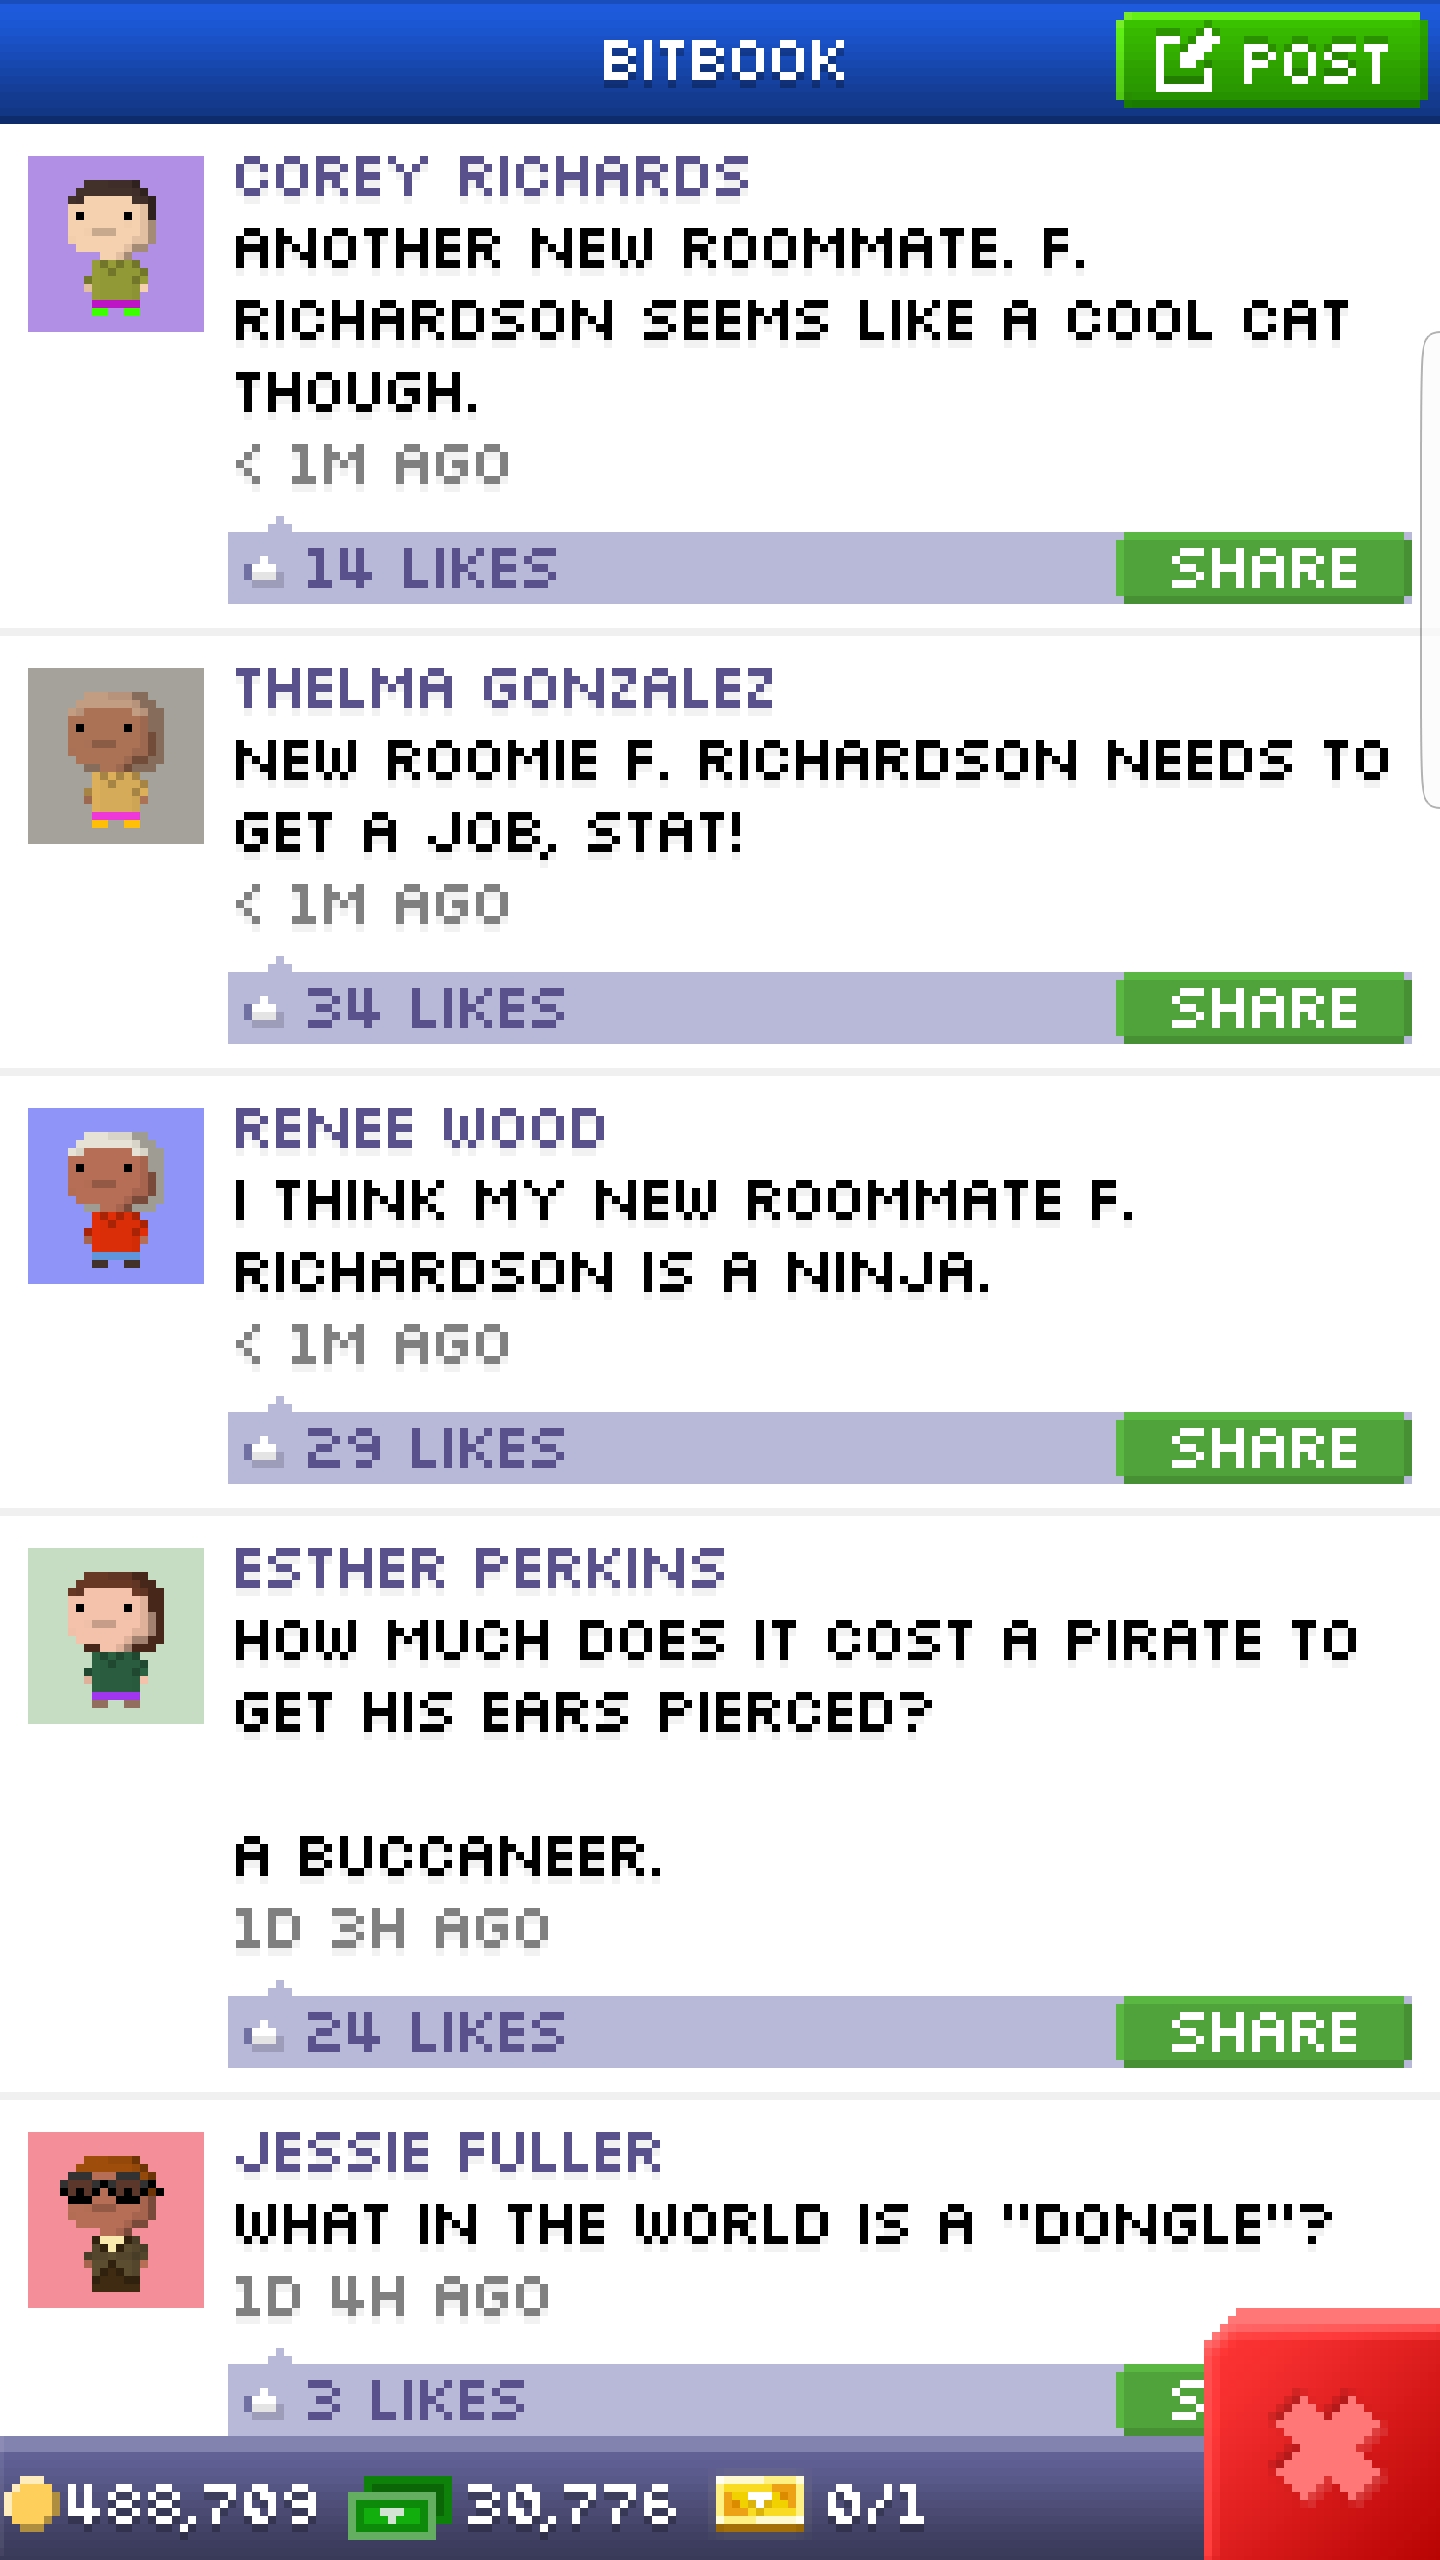 BITBOOK
POST
COREY RICHARDS
ANOTHER NEW ROOMMATE. F.
RICHARDSON SEEMS LIKE A COOL CAT
THOUGH.
< 1M AGO
14 LIKES
SHARE
THELMA GONZALEZ
NEW ROOMIE F. RICHARDSON NEEDS TO
GET A JOB, STAT!
< 1M AGO
34 LIKES
SHARE
RENEE WOOD
I THINK MY NEW ROOMMATE F.
RICHARDSON IS A NINJA.
< 1M AGO
29 LIKES
SHARE
ESTHER PERKINS
HOW MUCH DOES IT COST A PIRATE TO
GET HIS EARS PIERCED?
A BUCCANEER.
1D 3H AGO
24 LIKES
SHARE
JESSIE FULLER
WHAT IN THE WORLD IS A "DONGLE"?
1D 4H AGO
3 LIKES
S
488,709 30,776 0/1